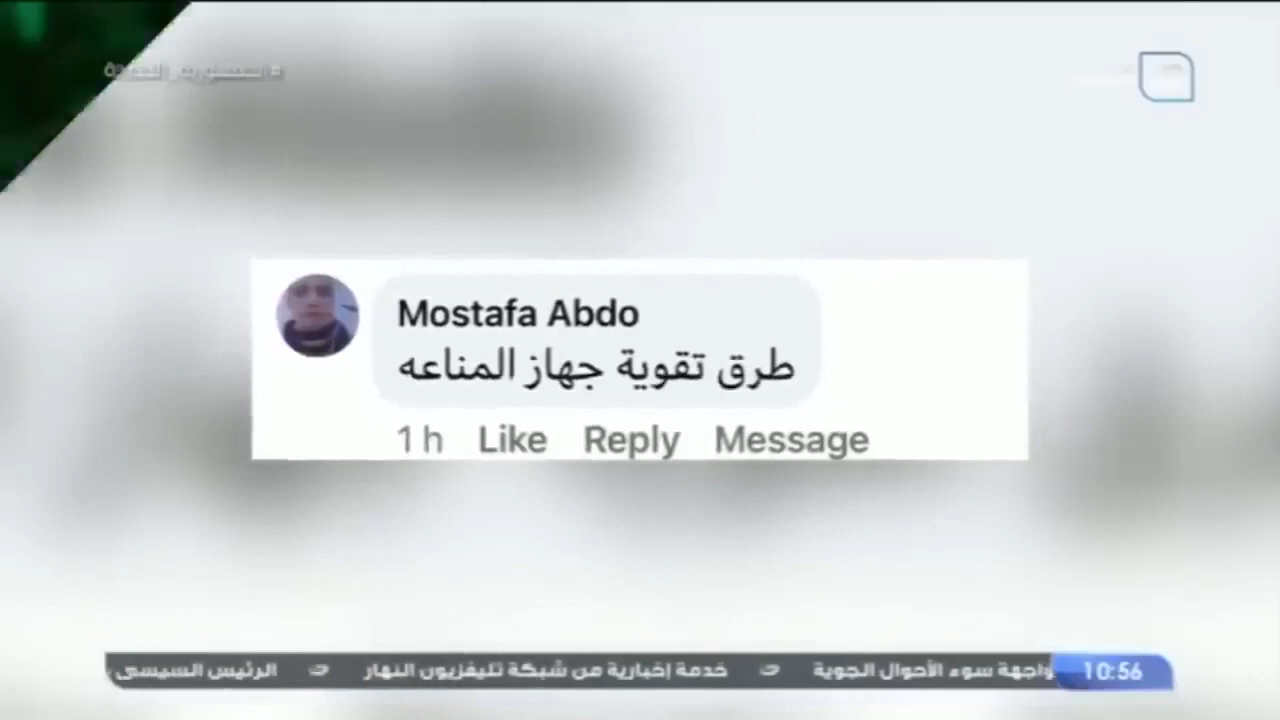 #الجمهورية_الجديدة
Mostafa Abdo
طرق تقوية جهاز المناعه
1 h Like Reply Message
واجهة سوء الأحوال الجوية خدمة إخبارية من شبكة تليفزيون النهار الرئيس السيسى
10:56